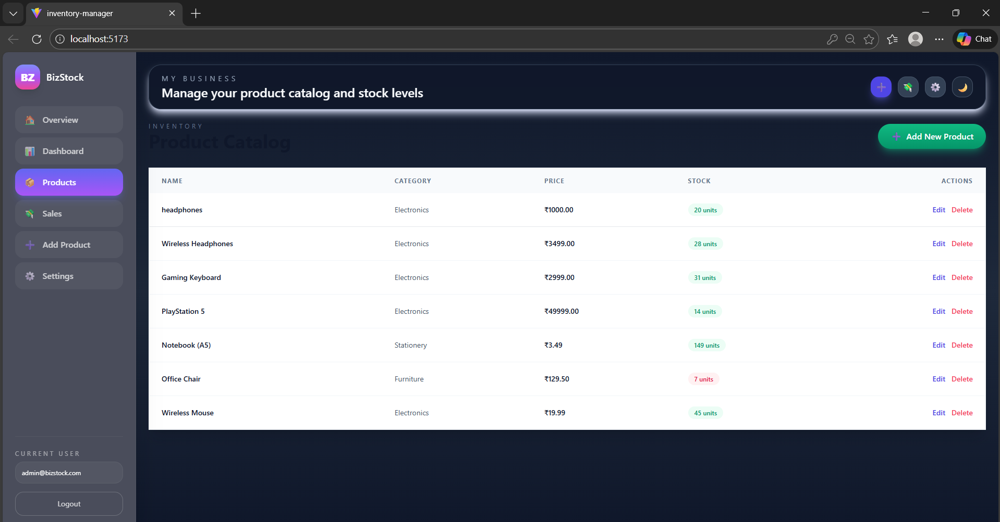 inventory-manager
localhost:5173
Chat
BZ
BizStock
Overview
Dashboard
Products
Sales
Add Product
Settings
CURRENT USER
admin@bizstock.com
Logout
MY BUSINESS
Manage your product catalog and stock levels
INVENTORY
Product Catalog
Add New Product
NAME CATEGORY PRICE STOCK ACTIONS
headphones Electronics ₹1000.00 20 units Edit Delete
Wireless Headphones Electronics ₹3499.00 28 units Edit Delete
Gaming Keyboard Electronics ₹2999.00 31 units Edit Delete
PlayStation 5 Electronics ₹49999.00 14 units Edit Delete
Notebook (A5) Stationery ₹3.49 149 units Edit Delete
Office Chair Furniture ₹129.50 7 units Edit Delete
Wireless Mouse Electronics ₹19.99 45 units Edit Delete